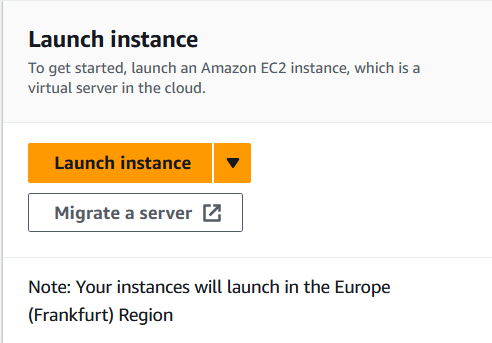 Launch instance
To get started, launch an Amazon EC2 instance, which is a
virtual server in the cloud.
Launch instance
Migrate a server
Note: Your instances will launch in the Europe
(Frankfurt) Region